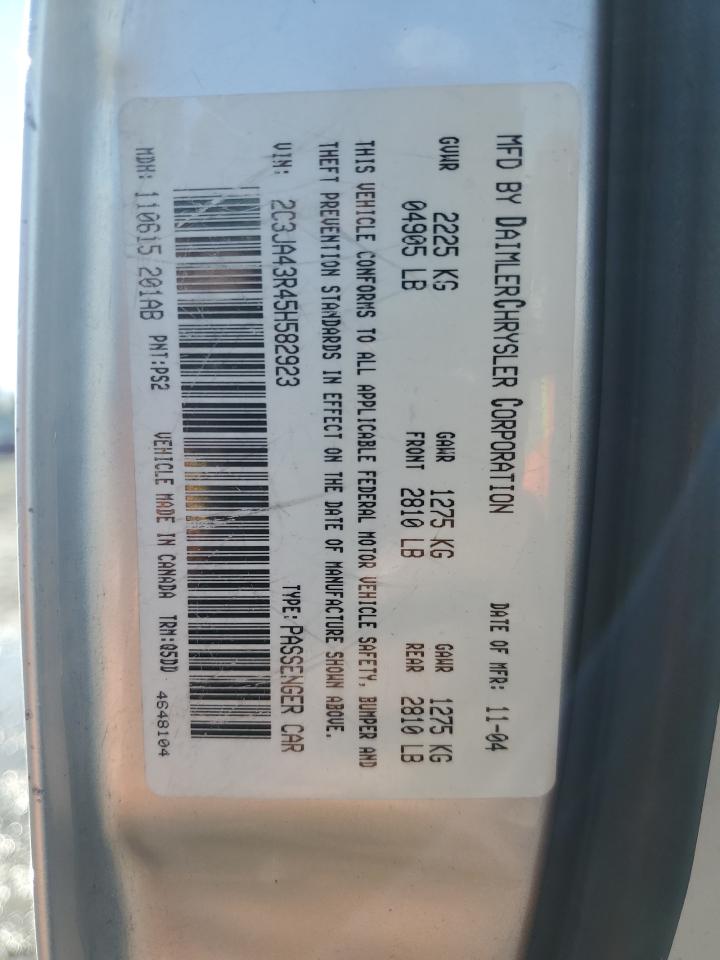 MFD BY DAIMLERCHRYSLER CORPORATION DATE OF MFR: 11-04
GVWR 2225 KG GAWR 1275 KG GAWR 1275 KG
04905 LB FRONT 2810 LB REAR 2810 LB
THIS VEHICLE CONFORMS TO ALL APPLICABLE FEDERAL MOTOR VEHICLE SAFETY, BUMPER AND
THEFT PREVENTION STANDARDS IN EFFECT ON THE DATE OF MANUFACTURE SHOWN ABOVE.
VIN: 2C3JA43R45H582923 TYPE: PASSENGER CAR
MDH: 110615 201AB PNT:PS2 VEHICLE MADE IN CANADA TRM:Q5DD 4648104